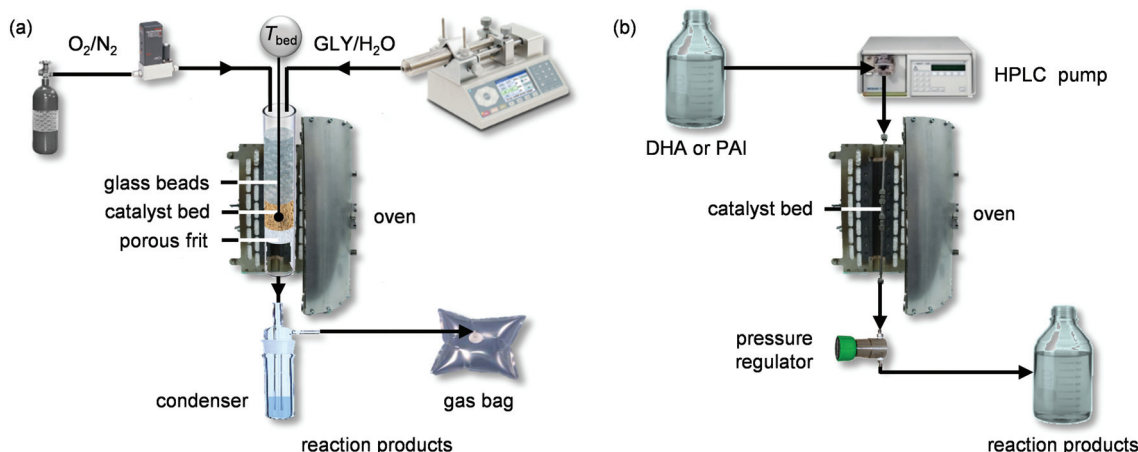 (a)
O2/N2
Tbed
GLY/H2O
glass beads
catalyst bed
porous frit
oven
condenser
gas bag
reaction products
(b)
HPLC pump
DHA or PAl
catalyst bed
oven
pressure
regulator
reaction products